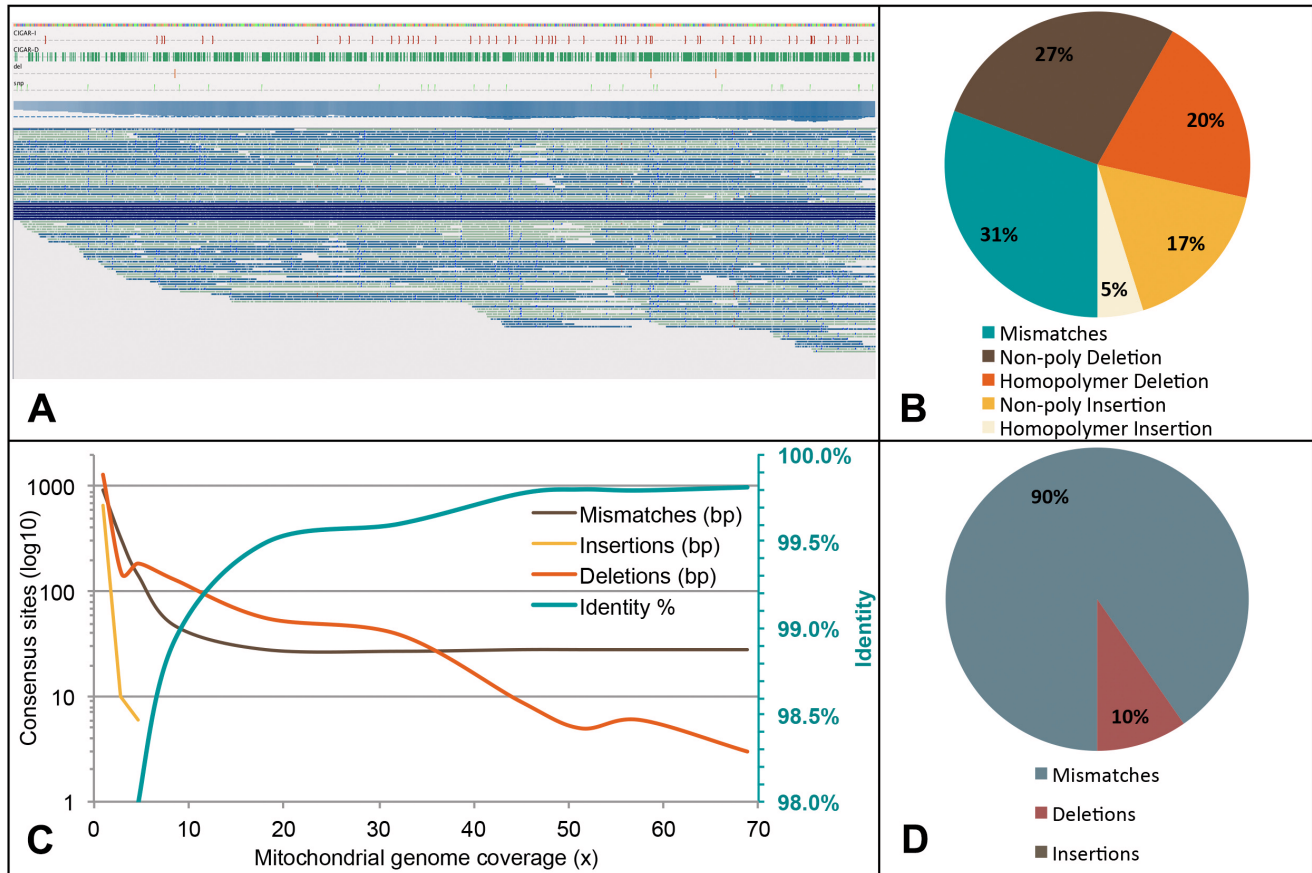 CIGAR-I
CIGAR-D
del
snp
A
27%
20%
31%
17%
5%
Mismatches
Non-poly Deletion
Homopolymer Deletion
Non-poly Insertion
Homopolymer Insertion
B
Consensus sites (log10)
1000
100
10
1
0 10 20 30 40 50 60 70
Mitochondrial genome coverage (x)
Mismatches (bp)
Insertions (bp)
Deletions (bp)
Identity %
100.0%
99.5%
99.0%
98.5%
98.0%
Identity
C
90%
10%
Mismatches
Deletions
Insertions
D